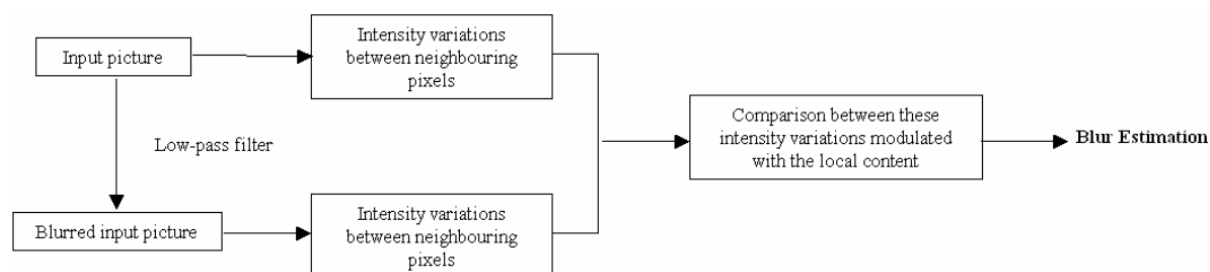 Input picture
Intensity variations
between neighbouring
pixels
Low-pass filter
Comparison between these
intensity variations modulated
with the local content
Blur Estimation
Blurred input picture
Intensity variations
between neighbouring
pixels